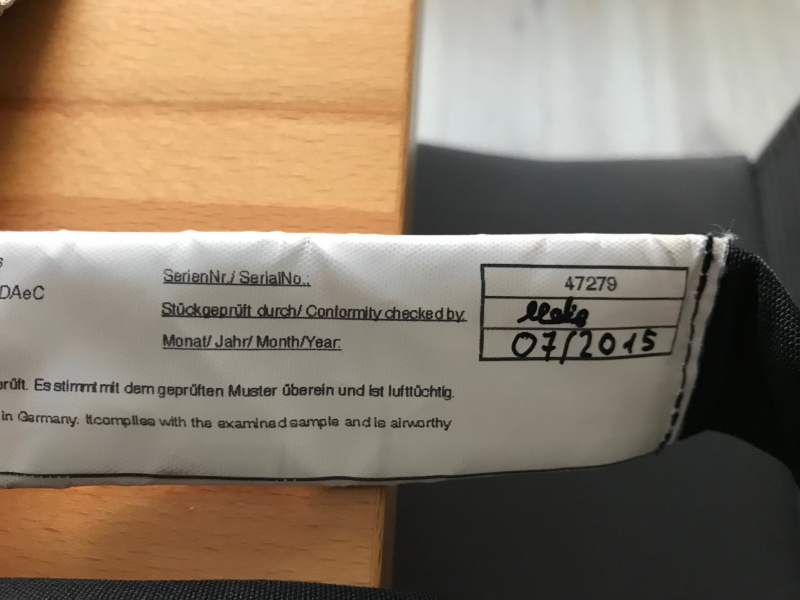 DAeC
SerienNr./ SerialNo.: 47279
Stückgeprüft durch/ Conformity checked by:
Monat/ Jahr/ Month/Year: 07/2015
prüft. Es stimmt mit dem geprüften Muster überein und ist lufttüchtig.
in Germany. It complies with the examined sample and is airworthy